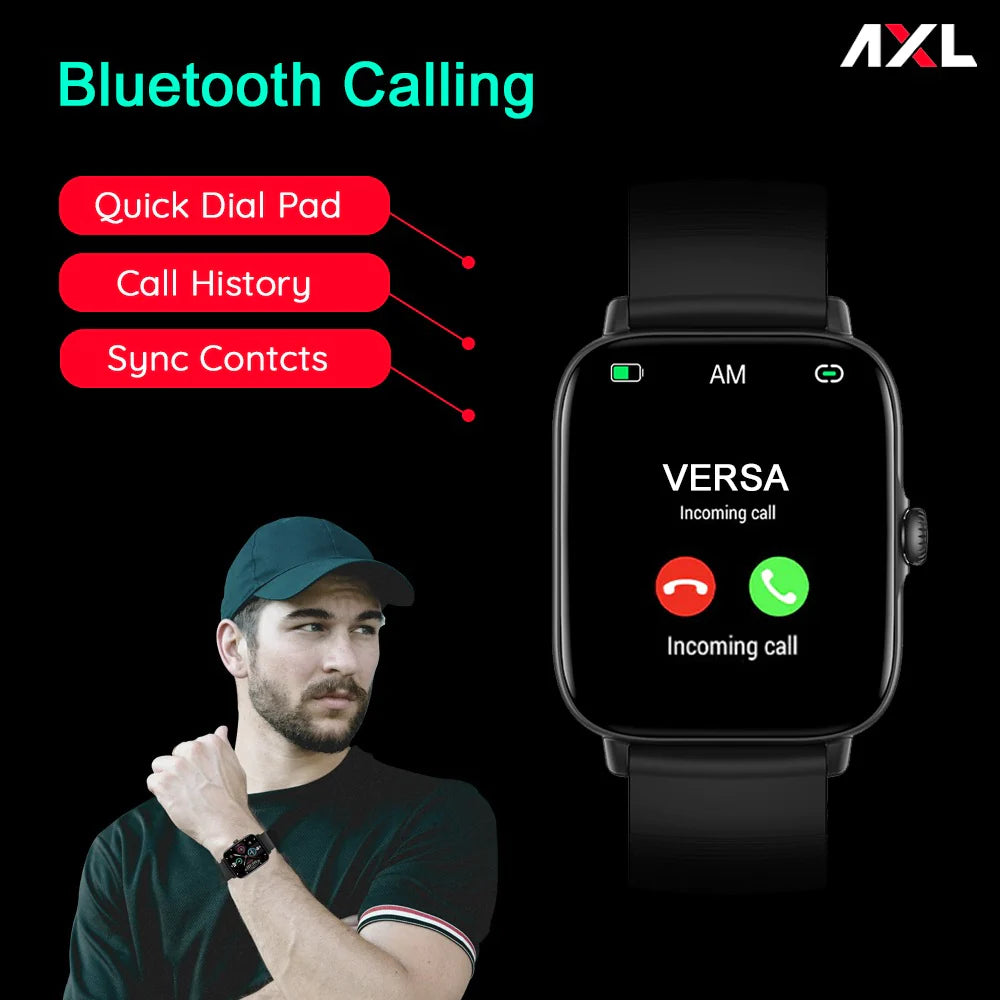 AXL
Bluetooth Calling
Quick Dial Pad
Call History
Sync Contcts
AM
VERSA
Incoming call
Incoming call